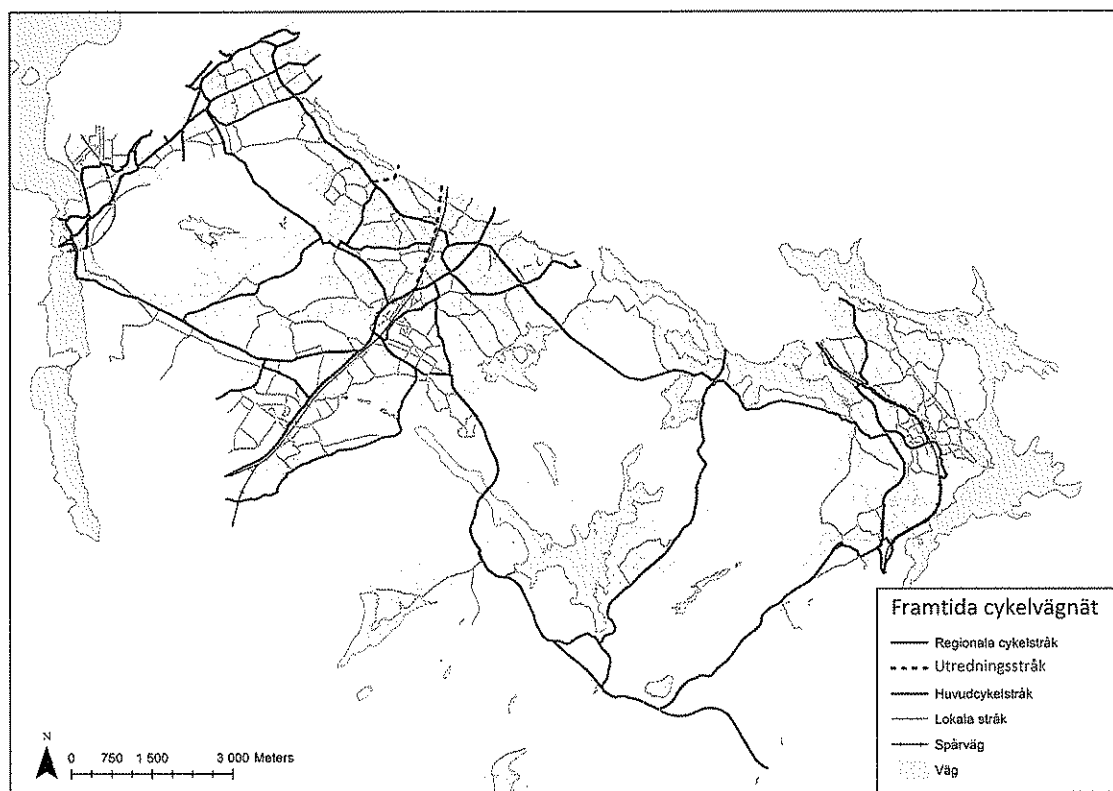 Framtida cykelvägnät
Regionala cykelstråk
Utredningsstråk
Huvudcykelstråk
Lokala stråk
Spårväg
Väg
N
0 750 1 500 3 000 Meters